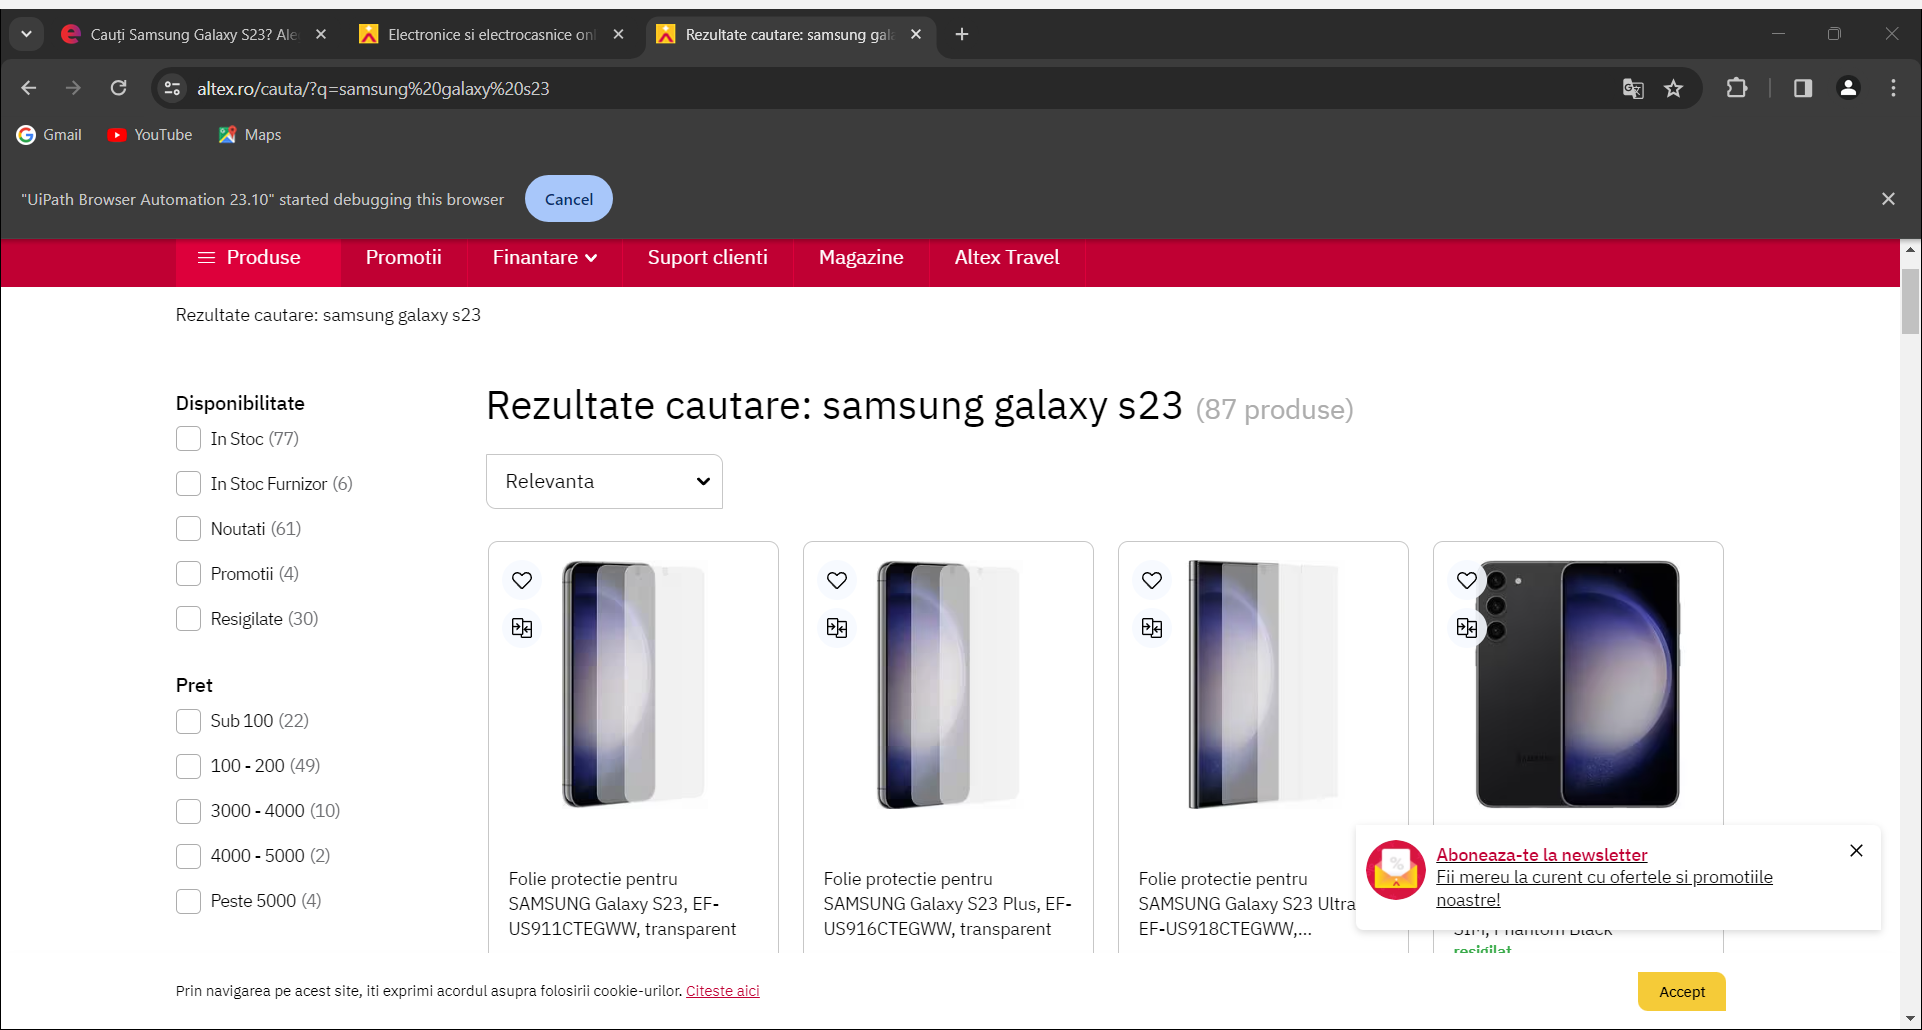 Cauți Samsung Galaxy S23? Ale
Electronice si electrocasnice onl
Rezultate cautare: samsung gala
altex.ro/cauta/?q=samsung%20galaxy%20s23
Gmail
YouTube
Maps
"UiPath Browser Automation 23.10" started debugging this browser
Cancel
Produse
Promotii
Finantare
Suport clienti
Magazine
Altex Travel
Rezultate cautare: samsung galaxy s23
Rezultate cautare: samsung galaxy s23 (87 produse)
Relevanta
Disponibilitate
In Stoc (77)
In Stoc Furnizor (6)
Noutati (61)
Promotii (4)
Resigilate (30)
Pret
Sub 100 (22)
100 - 200 (49)
3000 - 4000 (10)
4000 - 5000 (2)
Peste 5000 (4)
Folie protectie pentru
SAMSUNG Galaxy S23, EF-
US911CTEGWW, transparent
Folie protectie pentru
SAMSUNG Galaxy S23 Plus, EF-
US916CTEGWW, transparent
Folie protectie pentru
SAMSUNG Galaxy S23 Ultra
EF-US918CTEGWW,...
SIM, Phantom Black
resigilat
Aboneaza-te la newsletter
Fii mereu la curent cu ofertele si promotiile
noastre!
Prin navigarea pe acest site, iti exprimi acordul asupra folosirii cookie-urilor. Citeste aici
Accept